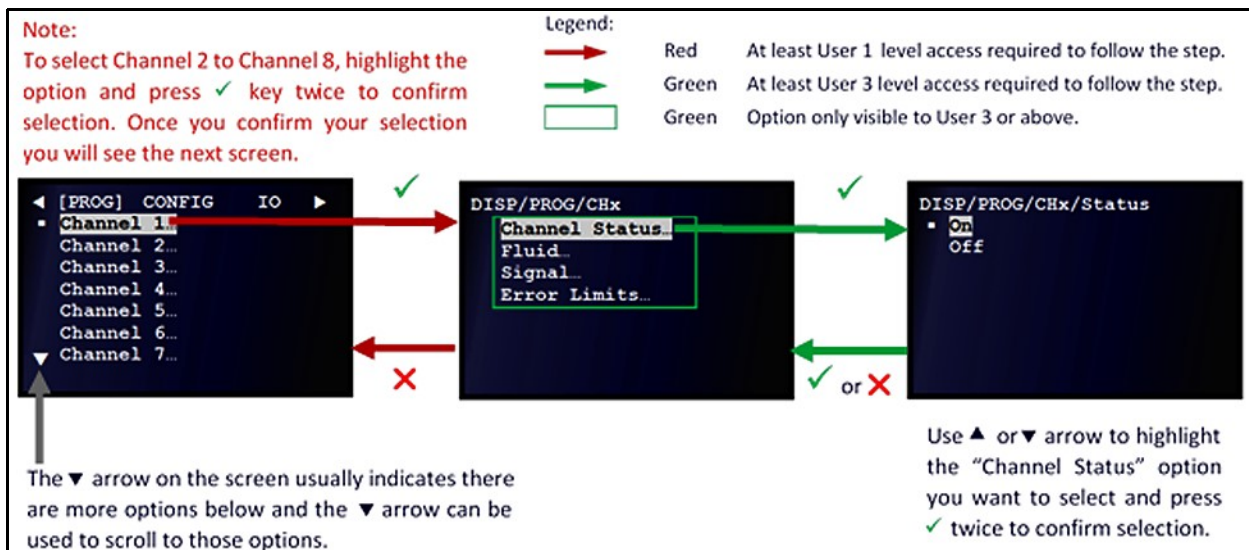 Note:
To select Channel 2 to Channel 8, highlight the
option and press ✓ key twice to confirm
selection. Once you confirm your selection
you will see the next screen.
Legend:
Red At least User 1 level access required to follow the step.
Green At least User 3 level access required to follow the step.
Green Option only visible to User 3 or above.
◀ [PROG] CONFIG IO ▶
▪ Channel 1…
Channel 2…
Channel 3…
Channel 4…
Channel 5…
Channel 6…
▼ Channel 7…
✓
✕
DISP/PROG/CHx
Channel Status…
Fluid…
Signal…
Error Limits…
✓
✓ or ✕
DISP/PROG/CHx/Status
▪ On
Off
The ▼ arrow on the screen usually indicates there
are more options below and the ▼ arrow can be
used to scroll to those options.
Use ▲ or ▼ arrow to highlight
the “Channel Status” option
you want to select and press
✓ twice to confirm selection.